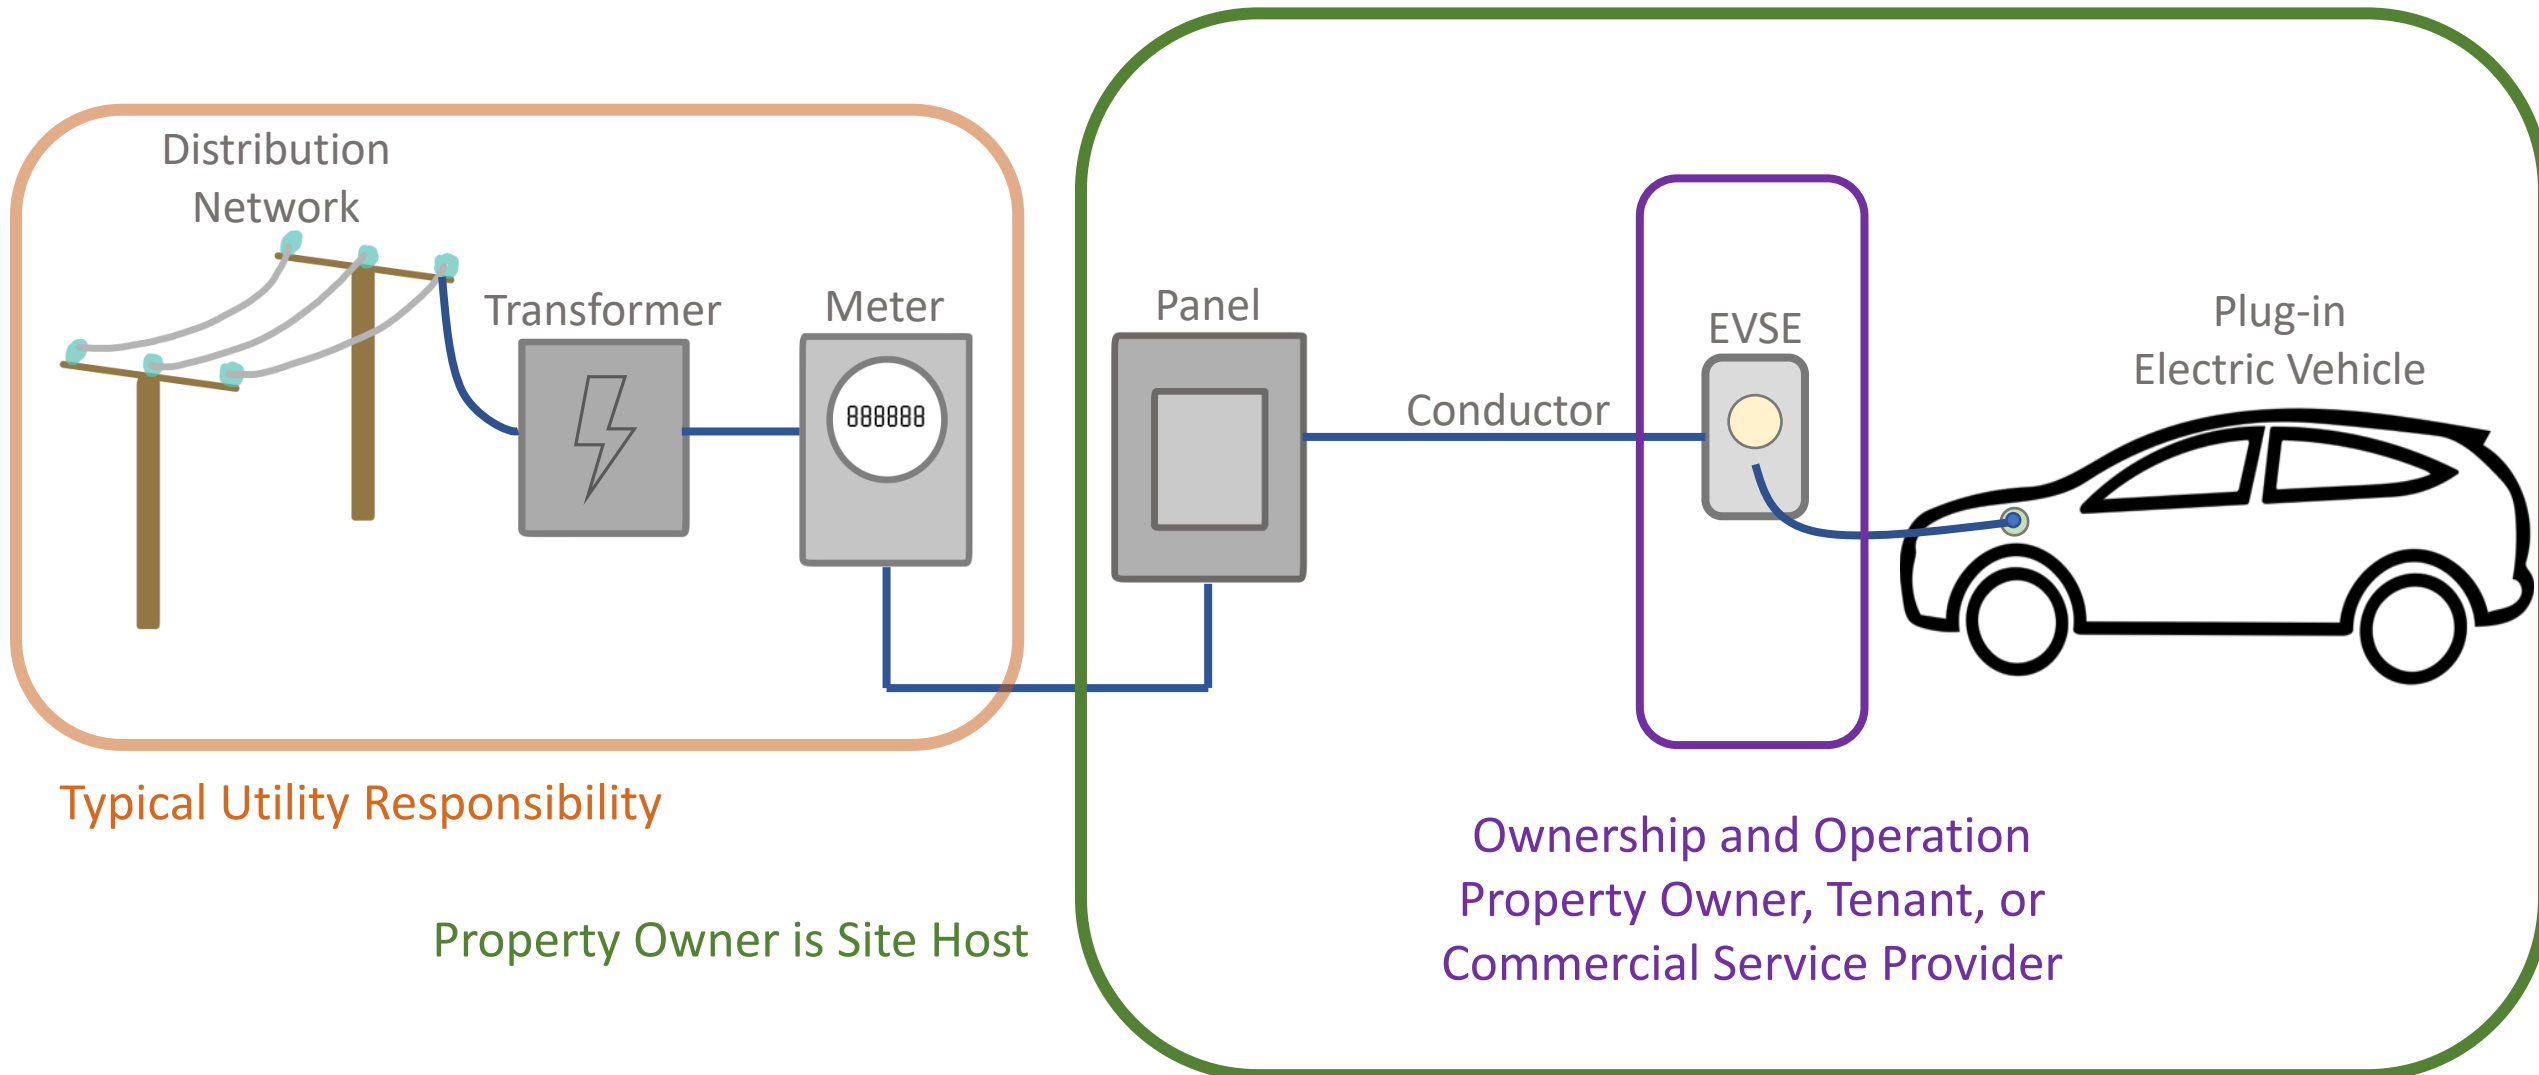 Distribution
Network
Transformer
Meter
888888
Panel
Conductor
EVSE
Plug-in
Electric Vehicle
Typical Utility Responsibility
Property Owner is Site Host
Ownership and Operation
Property Owner, Tenant, or
Commercial Service Provider